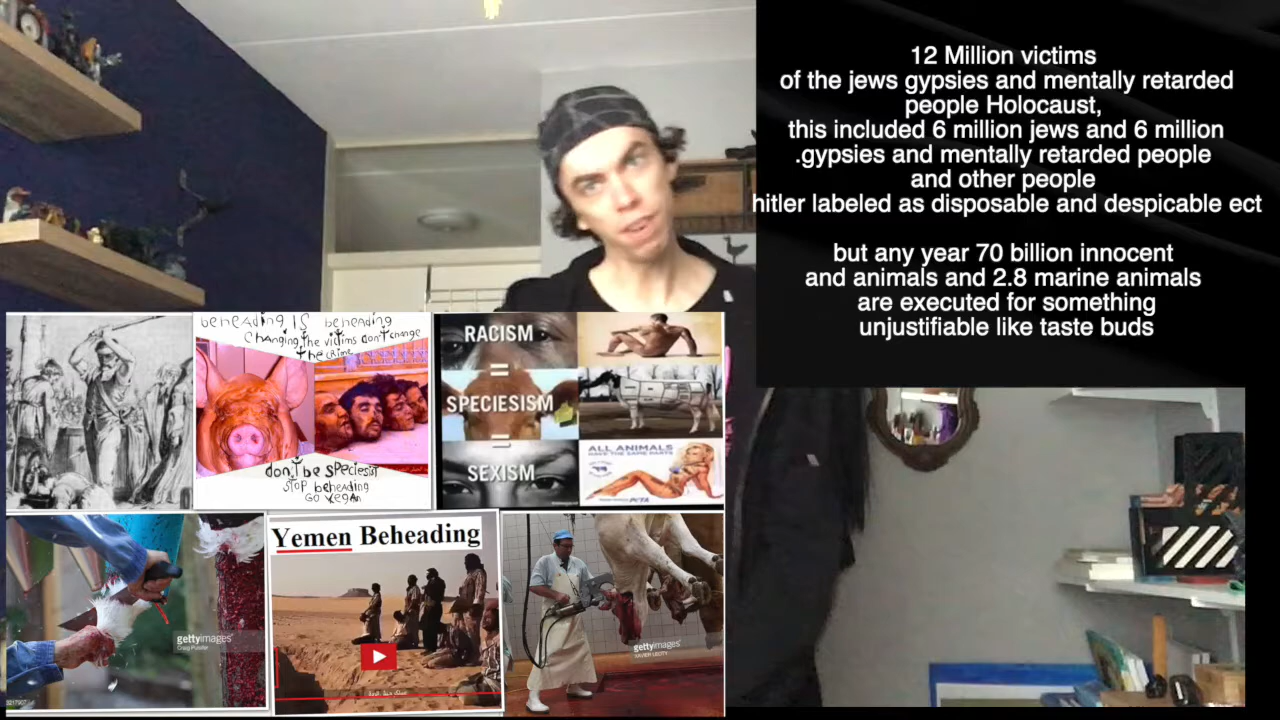 12 Million victims
of the jews gypsies and mentally retarded
people Holocaust,
this included 6 million jews and 6 million
.gypsies and mentally retarded people
and other people
hitler labeled as disposable and despicable ect
but any year 70 billion innocent
and animals and 2.8 marine animals
are executed for something
unjustifiable like taste buds
beheading is beheading
Changing the victims don't change
the crime
don't be speciesist
stop beheading
Go vegan
RACISM
=
SPECIESISM
=
SEXISM
ALL ANIMALS
HAVE THE SAME PARTS
PETA
gettyimages
Yemen Beheading
gettyimages